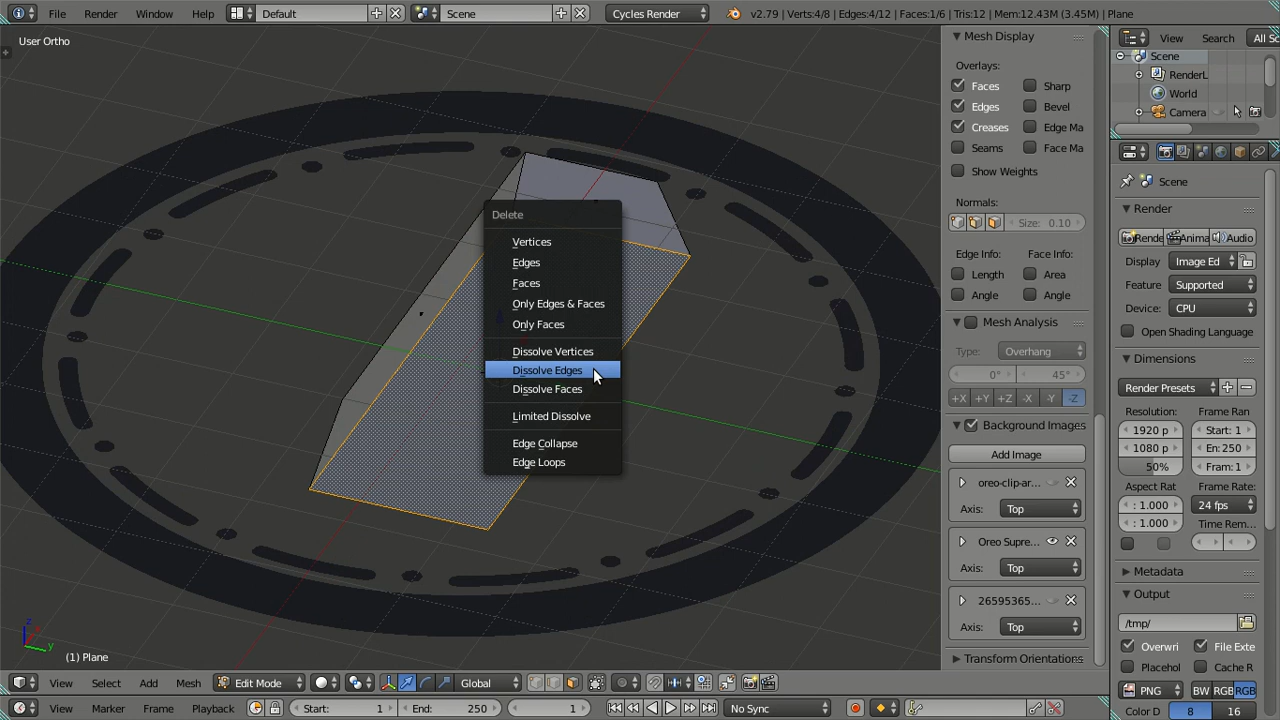 File Render Window Help Default Scene Cycles Render v2.79 | Verts:4/8 | Edges:4/12 | Faces:1/6 | Tris:12 | Mem:12.43M (3.45M) | Plane
User Ortho
Delete
Vertices
Edges
Faces
Only Edges & Faces
Only Faces
Dissolve Vertices
Dissolve Edges
Dissolve Faces
Limited Dissolve
Edge Collapse
Edge Loops
z
x
y
(1) Plane
Mesh Display
Overlays:
Faces Sharp
Edges Bevel
Creases Edge Ma
Seams Face Ma
Show Weights
Normals:
Size: 0.10
Edge Info: Face Info:
Length Area
Angle Angle
Mesh Analysis
Type: Overhang
0° 45°
+X +Y +Z -X -Y -Z
Background Images
Add Image
oreo-clip-ar...
Axis: Top
Oreo Supre...
Axis: Top
26595365...
Axis: Top
Transform Orientations
View Search All Sc
Scene
RenderL
World
Camera
Scene
Render
Rende Anima Audio
Display Image Ed
Feature Supported
Device: CPU
Open Shading Language
Dimensions
Render Presets
Resolution: Frame Ran
1920 p Start: 1
1080 p En: 250
50% Fram: 1
Aspect Rat Frame Rate:
: 1.000 24 fps
: 1.000 Time Rem...
Metadata
Output
/tmp/
Overwri File Exte
Placehol Cache R
PNG BW RGB RGB
Color D 8 16
View Select Add Mesh Edit Mode Global
View Marker Frame Playback Start: 1 End: 250 1 No Sync